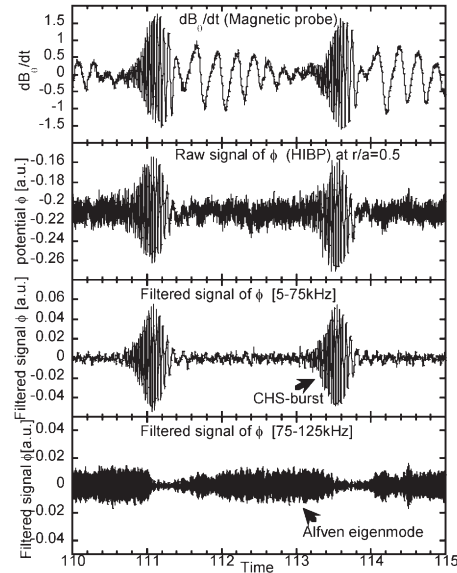 dBθ/dt (Magnetic probe)
dBθ/dt
1.5
1
0.5
0
-0.5
-1
-1.5
Raw signal of ϕ (HIBP) at r/a=0.5
potential ϕ [a.u.]
-0.16
-0.18
-0.2
-0.22
-0.24
-0.26
Filtered signal of ϕ [5-75kHz]
Filtered signal ϕ [a.u.]
0.06
0.04
0.02
0
-0.02
-0.04
CHS-burst
Filtered signal of ϕ [75-125kHz]
Filtered signal ϕ[a.u.]
0.04
0.02
0
-0.02
-0.04
Alfven eigenmode
110 111 112 113 114 115
Time